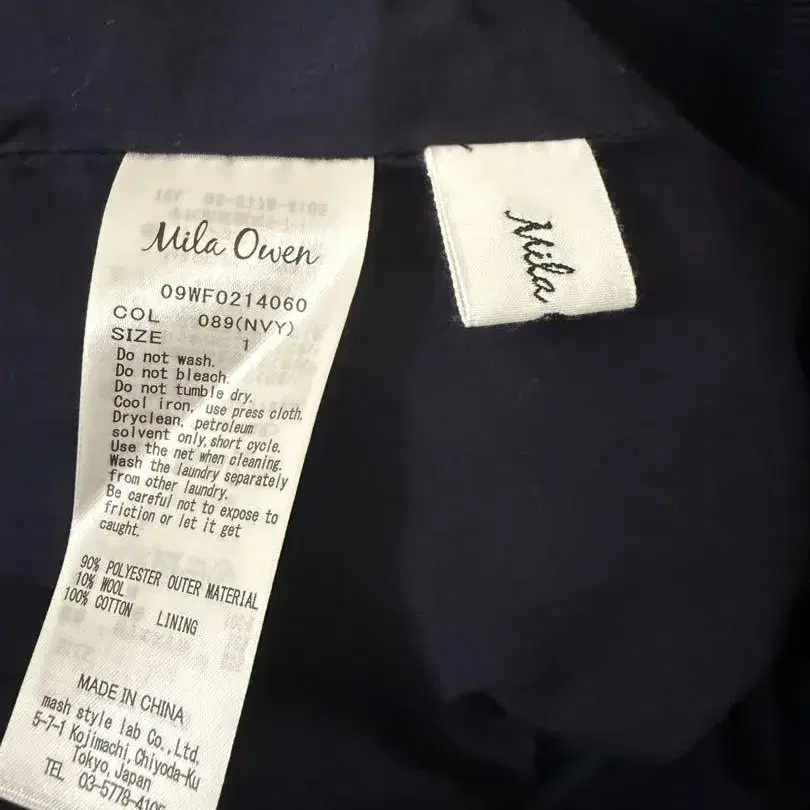 Mila Owen
09WF0214060
COL 089(NVY)
SIZE 1
Do not wash.
Do not bleach.
Do not tumble dry.
Cool iron, use press cloth.
Dryclean, petroleum
solvent only, short cycle.
Use the net when cleaning.
Wash the laundry separately
from other laundry.
Be careful not to expose to
friction or let it get
caught.
90% POLYESTER OUTER MATERIAL
10% WOOL
100% COTTON LINING
MADE IN CHINA
mash style lab Co.,Ltd.
5-7-1 Kojimachi, Chiyoda-Ku
Tokyo, Japan
TEL 03-5778-4105
Mila